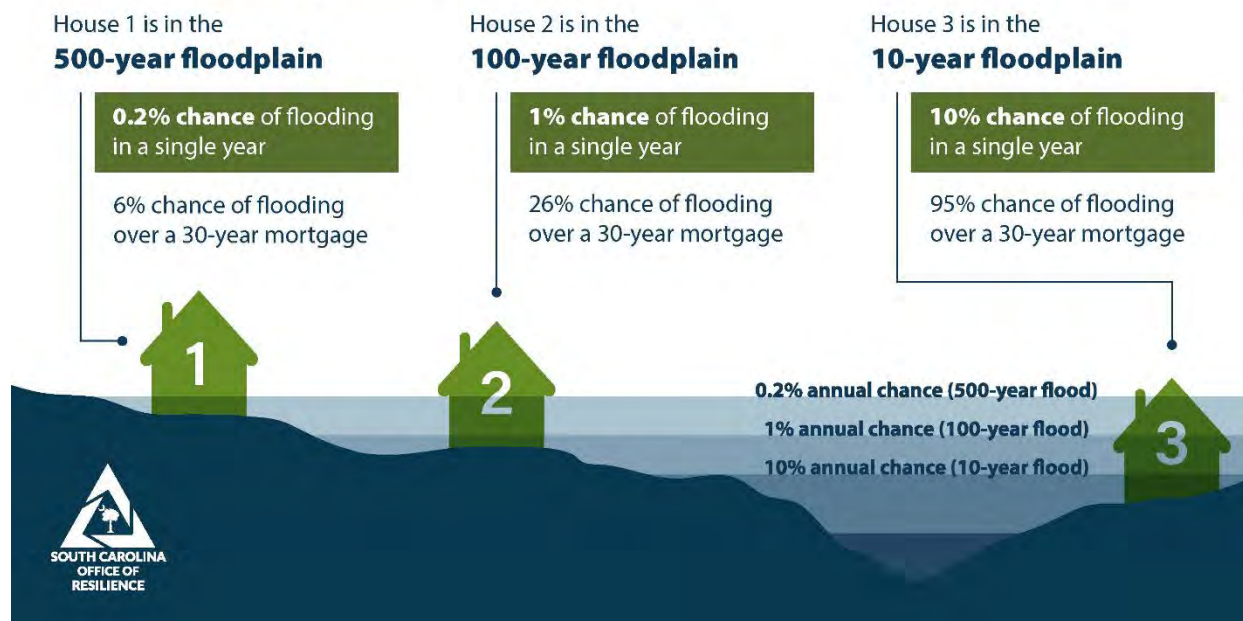 House 1 is in the
500-year floodplain
0.2% chance of flooding
in a single year
6% chance of flooding
over a 30-year mortgage
House 2 is in the
100-year floodplain
1% chance of flooding
in a single year
26% chance of flooding
over a 30-year mortgage
House 3 is in the
10-year floodplain
10% chance of flooding
in a single year
95% chance of flooding
over a 30-year mortgage
1
2
3
0.2% annual chance (500-year flood)
1% annual chance (100-year flood)
10% annual chance (10-year flood)
SOUTH CAROLINA
OFFICE OF
RESILIENCE